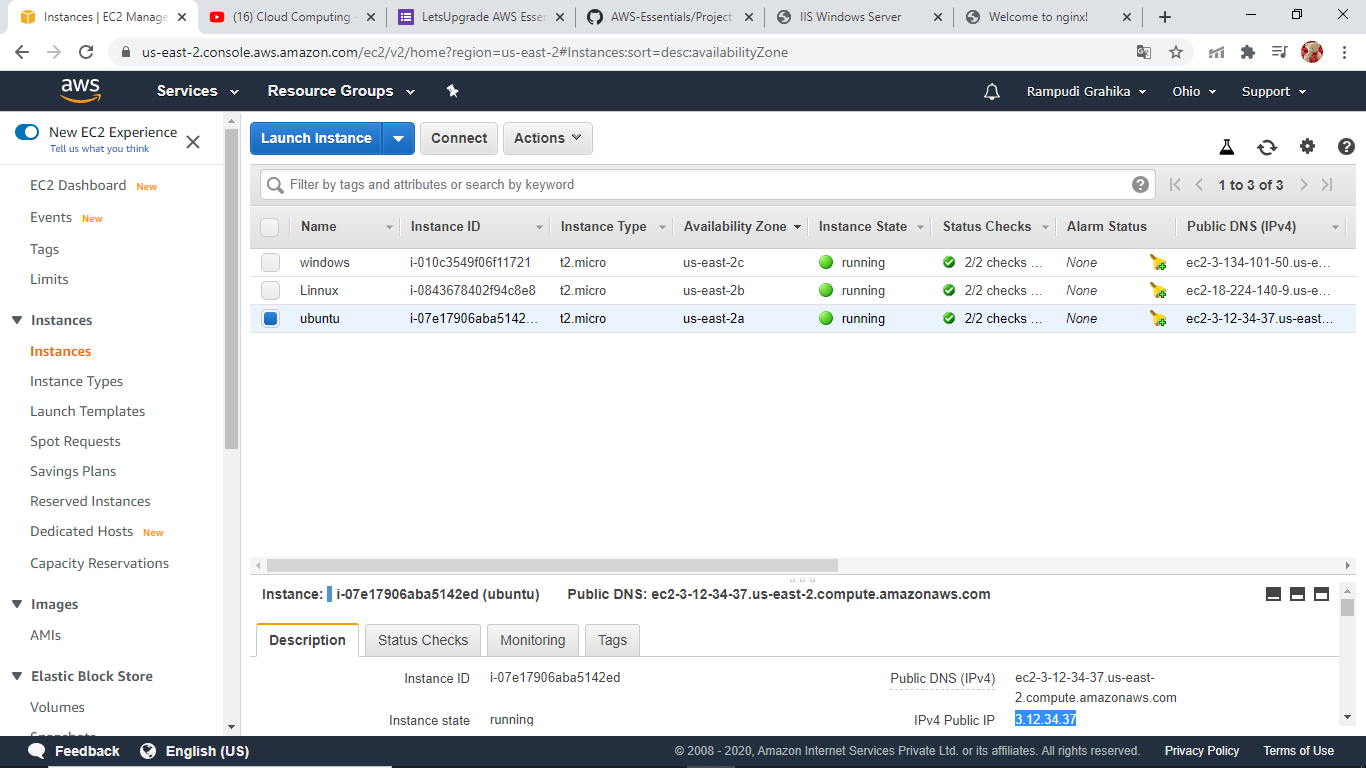 Instances | EC2 Manage
(16) Cloud Computing -
LetsUpgrade AWS Esser
AWS-Essentials/Project
IIS Windows Server
Welcome to nginx!
us-east-2.console.aws.amazon.com/ec2/v2/home?region=us-east-2#Instances:sort=desc:availabilityZone
aws Services Resource Groups Rampudi Grahika Ohio Support
New EC2 Experience
Tell us what you think
EC2 Dashboard New
Events New
Tags
Limits
Instances
Instances
Instance Types
Launch Templates
Spot Requests
Savings Plans
Reserved Instances
Dedicated Hosts New
Capacity Reservations
Images
AMIs
Elastic Block Store
Volumes
Snapshots
Launch Instance Connect Actions
Filter by tags and attributes or search by keyword 1 to 3 of 3
Name Instance ID Instance Type Availability Zone Instance State Status Checks Alarm Status Public DNS (IPv4)
windows i-010c3549f06f11721 t2.micro us-east-2c running 2/2 checks ... None ec2-3-134-101-50.us-e...
Linnux i-0843678402f94c8e8 t2.micro us-east-2b running 2/2 checks ... None ec2-18-224-140-9.us-e...
ubuntu i-07e17906aba5142... t2.micro us-east-2a running 2/2 checks ... None ec2-3-12-34-37.us-east...
Instance: i-07e17906aba5142ed (ubuntu) Public DNS: ec2-3-12-34-37.us-east-2.compute.amazonaws.com
Description Status Checks Monitoring Tags
Instance ID i-07e17906aba5142ed Public DNS (IPv4) ec2-3-12-34-37.us-east-
2.compute.amazonaws.com
Instance state running IPv4 Public IP 3.12.34.37
Feedback English (US) © 2008 - 2020, Amazon Internet Services Private Ltd. or its affiliates. All rights reserved. Privacy Policy Terms of Use